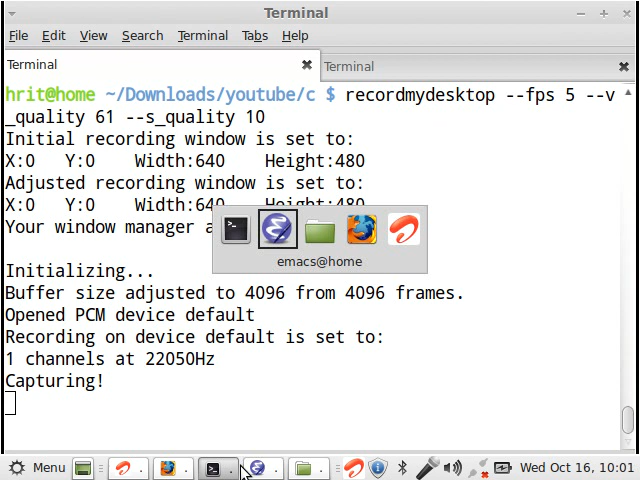 Terminal
File Edit View Search Terminal Tabs Help
Terminal
Terminal
hrit@home ~/Downloads/youtube/c $ recordmydesktop --fps 5 --v
_quality 61 --s_quality 10
Initial recording window is set to:
X:0 Y:0 Width:640 Height:480
Adjusted recording window is set to:
X:0 Y:0 Width:640 Height:480
Your window manager a
emacs@home
Initializing...
Buffer size adjusted to 4096 from 4096 frames.
Opened PCM device default
Recording on device default is set to:
1 channels at 22050Hz
Capturing!
Menu . . . . . Wed Oct 16, 10:01